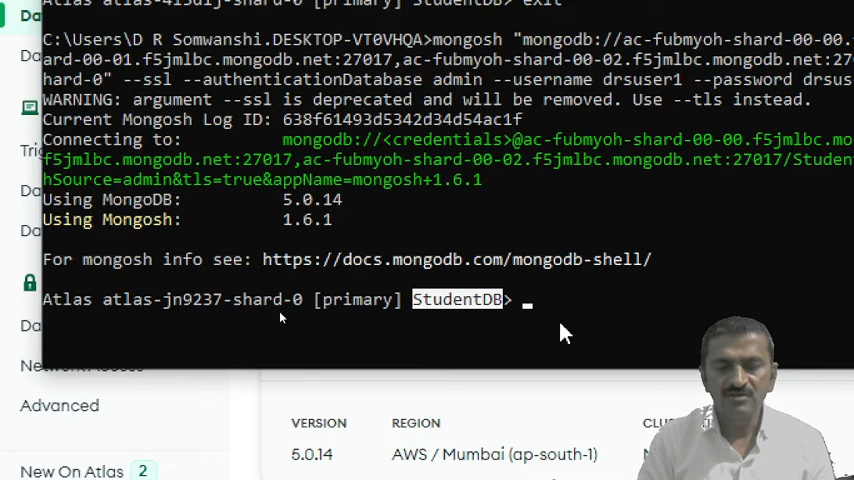 Da
Atlas atlas-415dij-shard-0 [primary] StudentDB> exit
Da
C:\Users\D R Somwanshi.DESKTOP-VT0VHQA>mongosh "mongodb://ac-fubmyoh-shard-00-00.
ard-00-01.f5jmlbc.mongodb.net:27017,ac-fubmyoh-shard-00-02.f5jmlbc.mongodb.net:270
hard-0" --ssl --authenticationDatabase admin --username drsuser1 --password drsus
WARNING: argument --ssl is deprecated and will be removed. Use --tls instead.
Current Mongosh Log ID: 638f61493d5342d34d54ac1f
Connecting to: mongodb://<credentials>@ac-fubmyoh-shard-00-00.f5jmlbc.mo
Tri
f5jmlbc.mongodb.net:27017,ac-fubmyoh-shard-00-02.f5jmlbc.mongodb.net:27017/Studen
hSource=admin&tls=true&appName=mongosh+1.6.1
Da
Using MongoDB: 5.0.14
Using Mongosh: 1.6.1
Da
For mongosh info see: https://docs.mongodb.com/mongodb-shell/
Atlas atlas-jn9237-shard-0 [primary] StudentDB>
Da
Advanced
VERSION REGION
5.0.14 AWS / Mumbai (ap-south-1)
New On Atlas 2